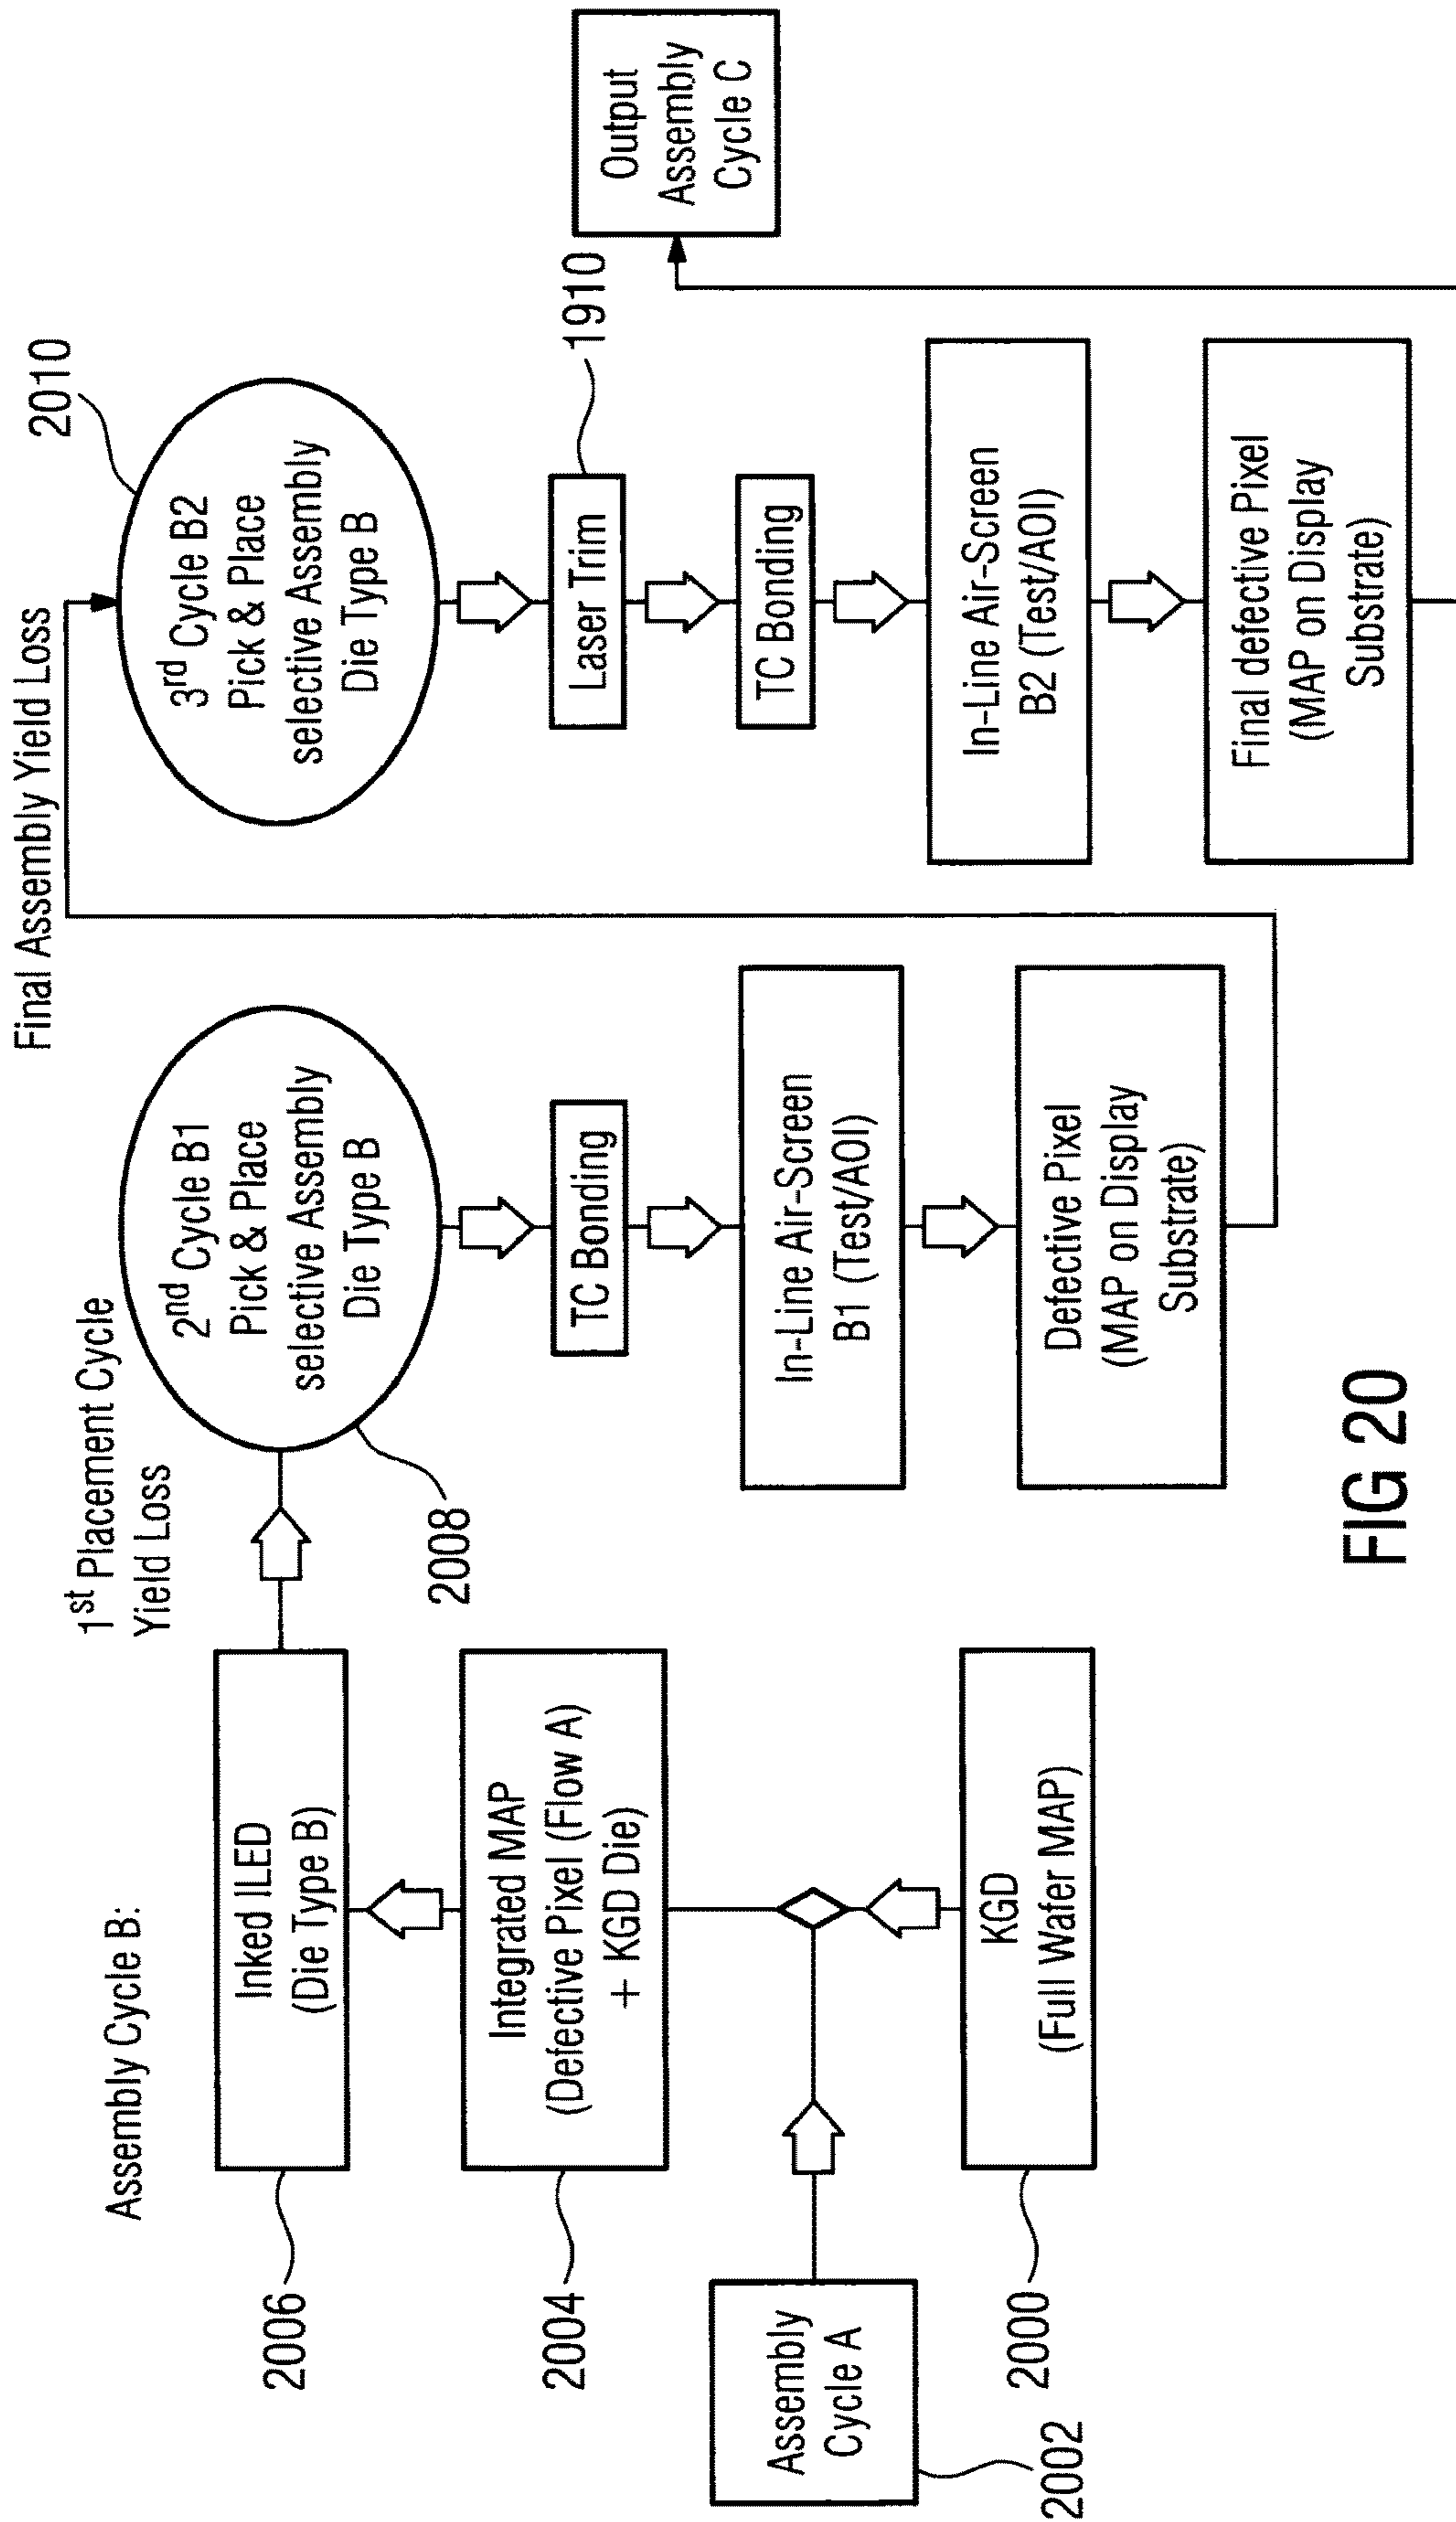 Assembly Cycle B:
2006
Inked ILED
(Die Type B)
2004
Integrated MAP
(Defective Pixel (Flow A)
+ KGD Die)
Assembly
Cycle A
2002
2000
KGD
(Full Wafer MAP)
1st Placement Cycle
Yield Loss
2nd Cycle B1
Pick & Place
selective Assembly
Die Type B
2008
TC Bonding
In-Line Air-Screen
B1 (Test/AOI)
Defective Pixel
(MAP on Display
Substrate)
Final Assembly Yield Loss
3rd Cycle B2
Pick & Place
selective Assembly
Die Type B
2010
Laser Trim
1910
TC Bonding
In-Line Air-Screen
B2 (Test/AOI)
Final defective Pixel
(MAP on Display
Substrate)
Output
Assembly
Cycle C
FIG 20